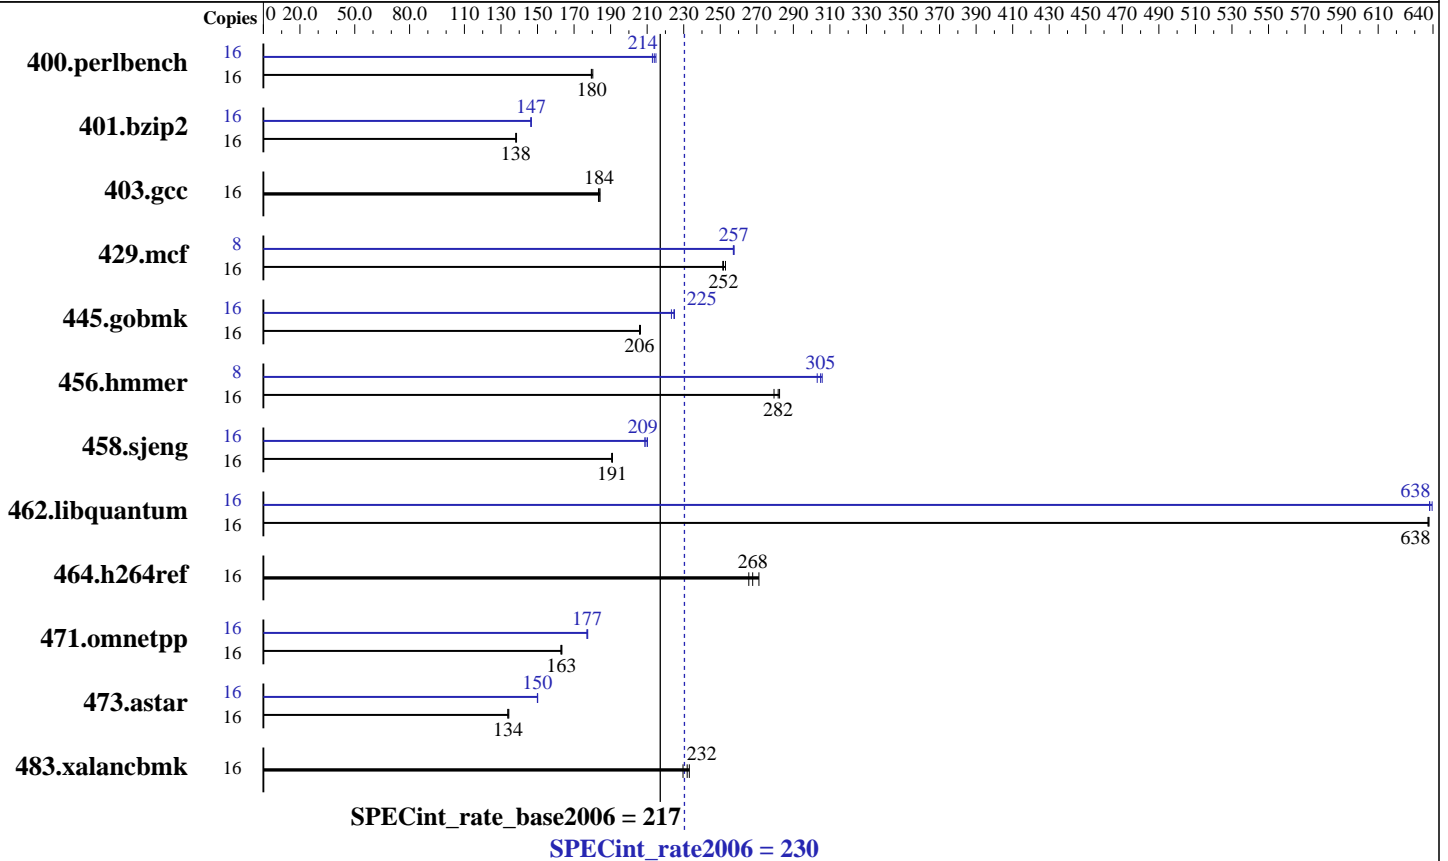 Copies 0 20.0 50.0 80.0 110 130 150 170 190 210 230 250 270 290 310 330 350 370 390 410 430 450 470 490 510 530 550 570 590 610 640
400.perlbench 16 214
16 180
401.bzip2 16 147
16 138
403.gcc 16 184
429.mcf 8 257
16 252
445.gobmk 16 225
16 206
456.hmmer 8 305
16 282
458.sjeng 16 209
16 191
462.libquantum 16 638
16 638
464.h264ref 16 268
471.omnetpp 16 177
16 163
473.astar 16 150
16 134
483.xalancbmk 16 232
SPECint_rate_base2006 = 217
SPECint_rate2006 = 230